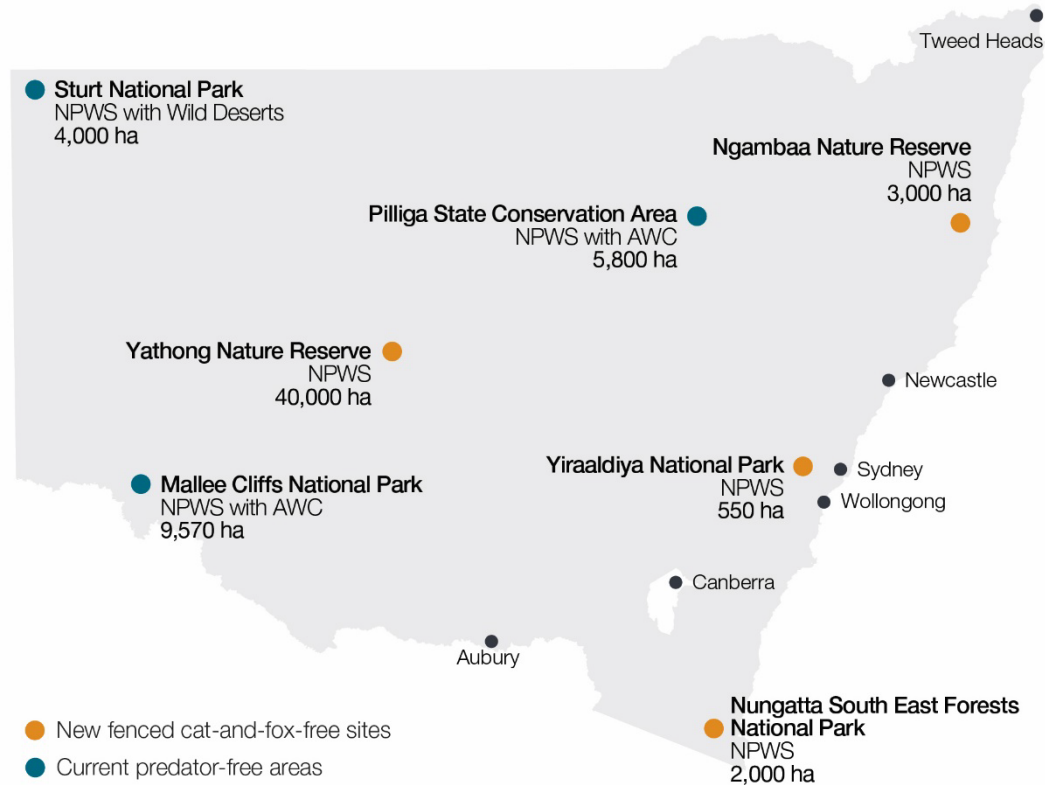 Tweed Heads
Sturt National Park
NPWS with Wild Deserts
4,000 ha
Ngambaa Nature Reserve
NPWS
3,000 ha
Pilliga State Conservation Area
NPWS with AWC
5,800 ha
Yathong Nature Reserve
NPWS
40,000 ha
Newcastle
Mallee Cliffs National Park
NPWS with AWC
9,570 ha
Yiraaldiya National Park
NPWS
550 ha
Sydney
Wollongong
Canberra
Aubury
Nungatta South East Forests
National Park
NPWS
2,000 ha
New fenced cat-and-fox-free sites
Current predator-free areas